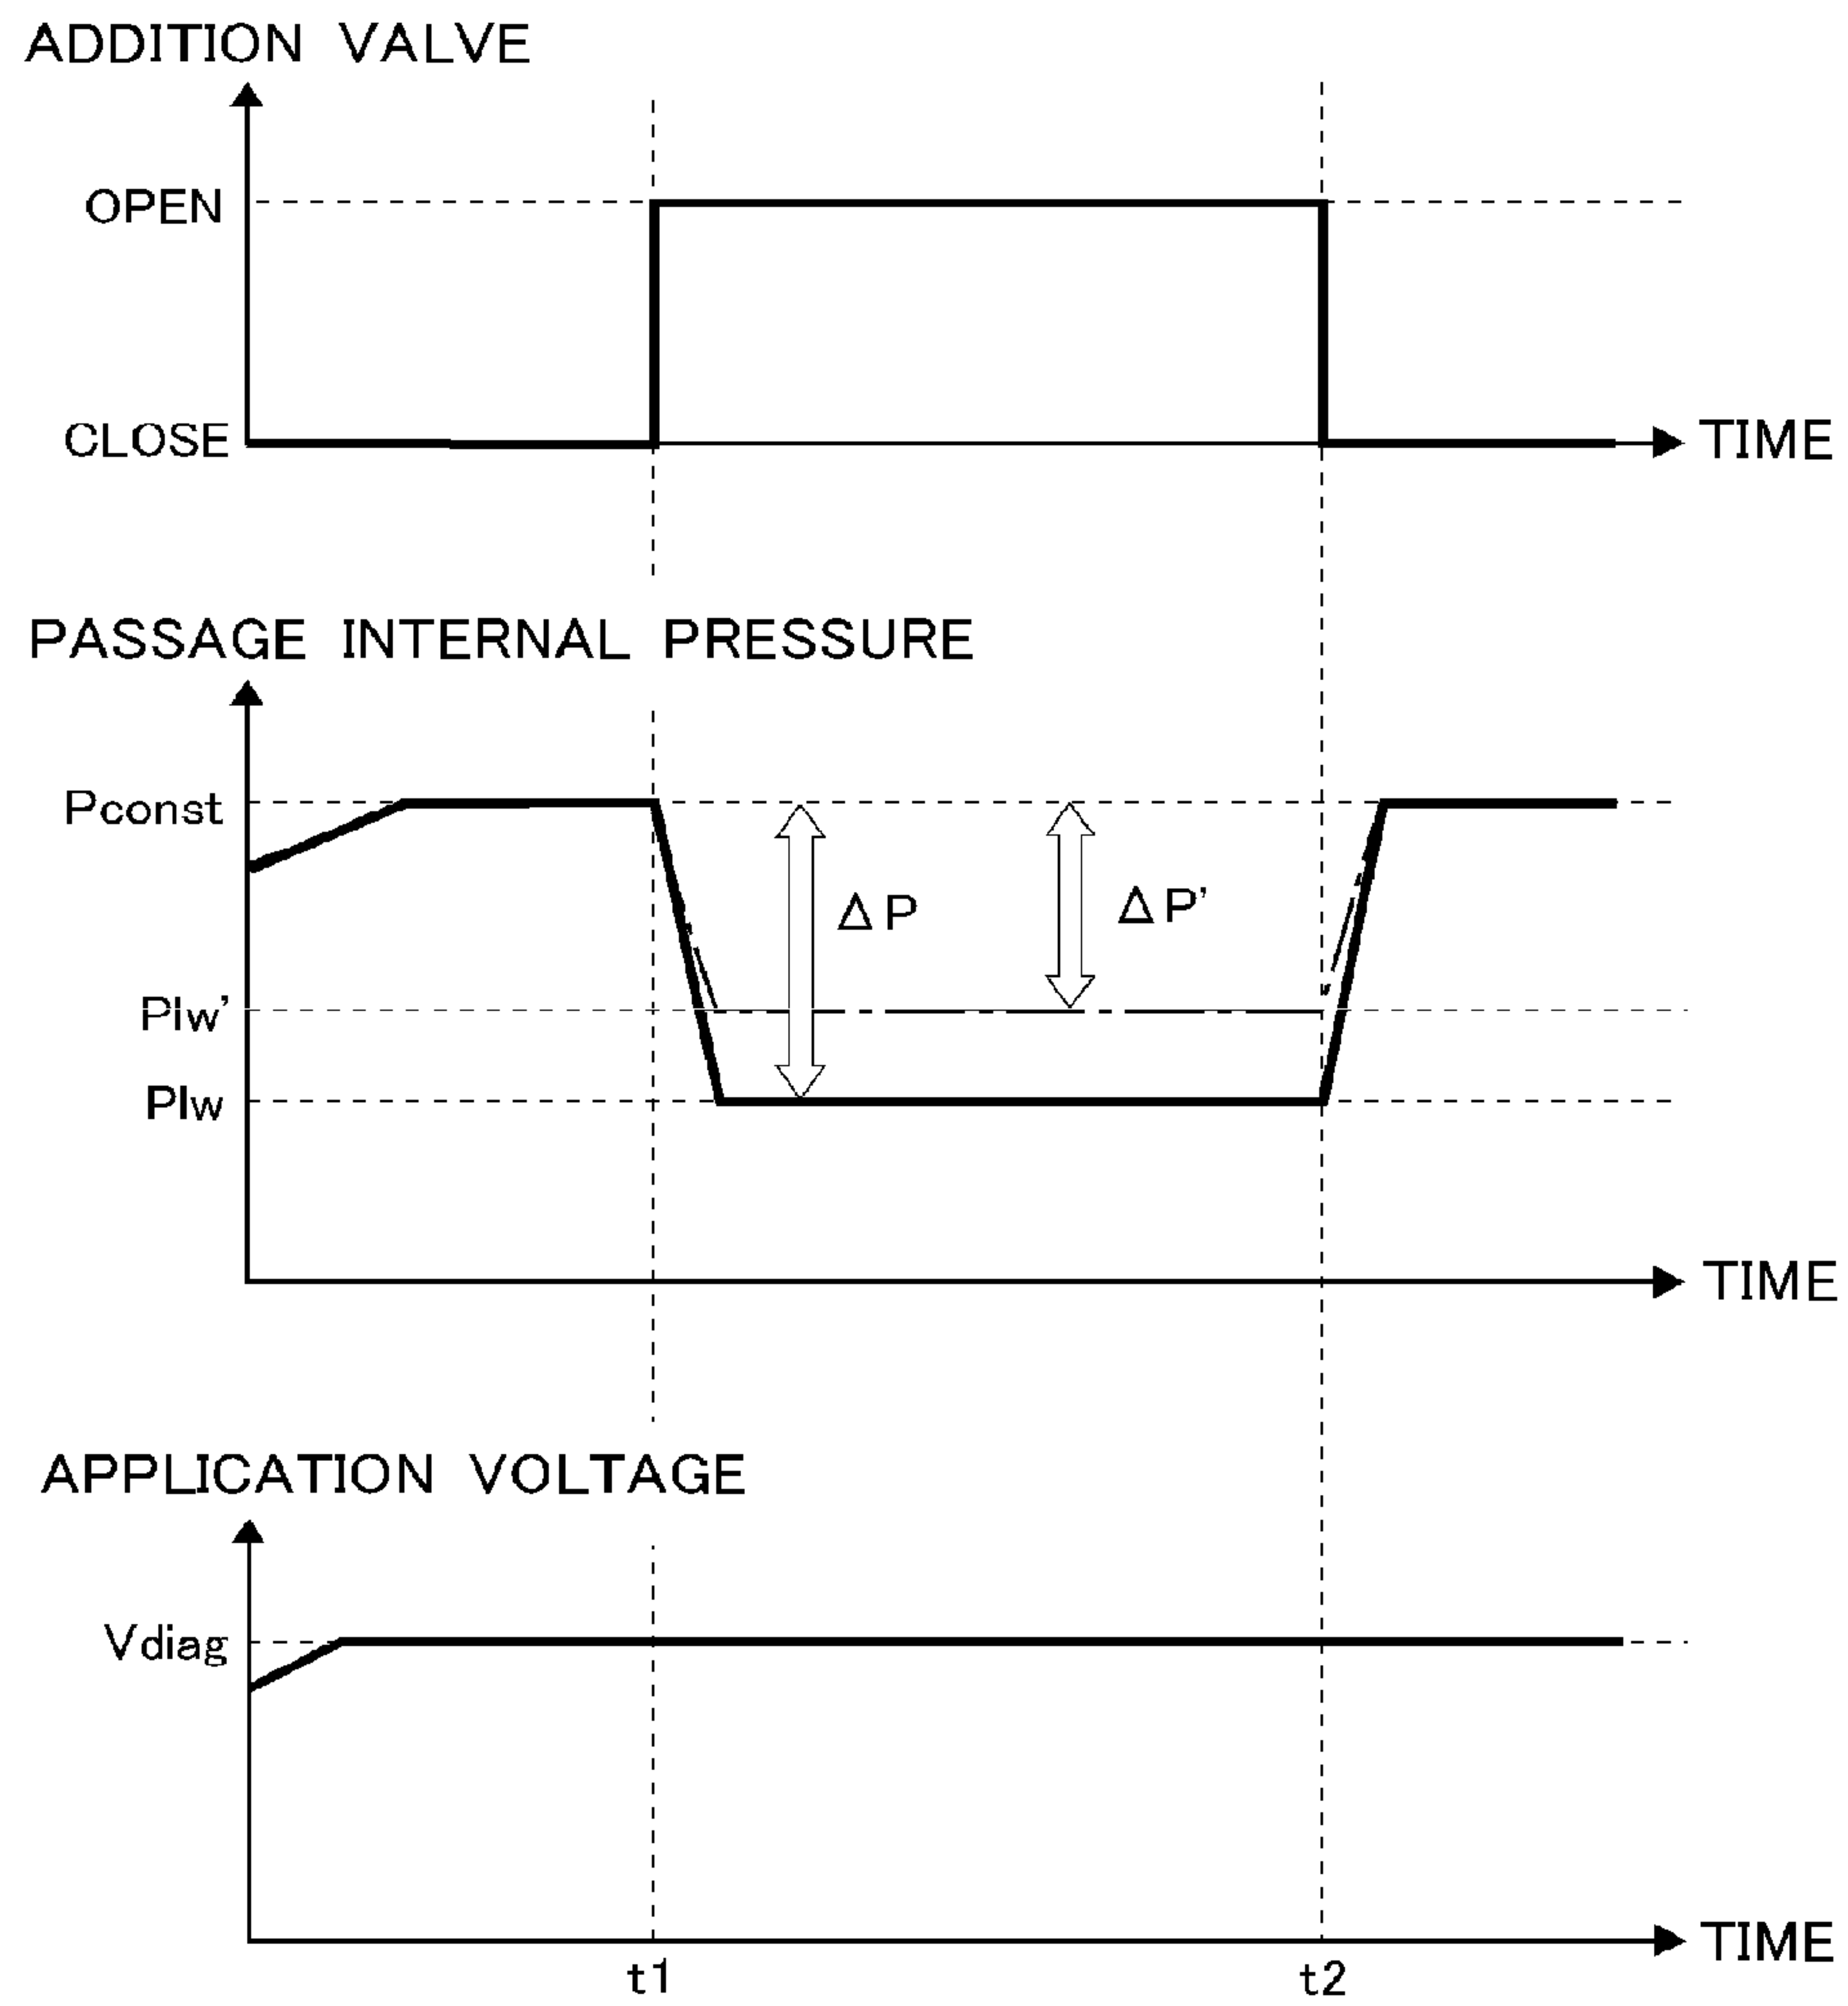 ADDITION VALVE
OPEN
CLOSE
TIME
PASSAGE INTERNAL PRESSURE
Pconst
ΔP
ΔP'
Plw'
Plw
TIME
APPLICATION VOLTAGE
Vdiag
TIME
t1
t2